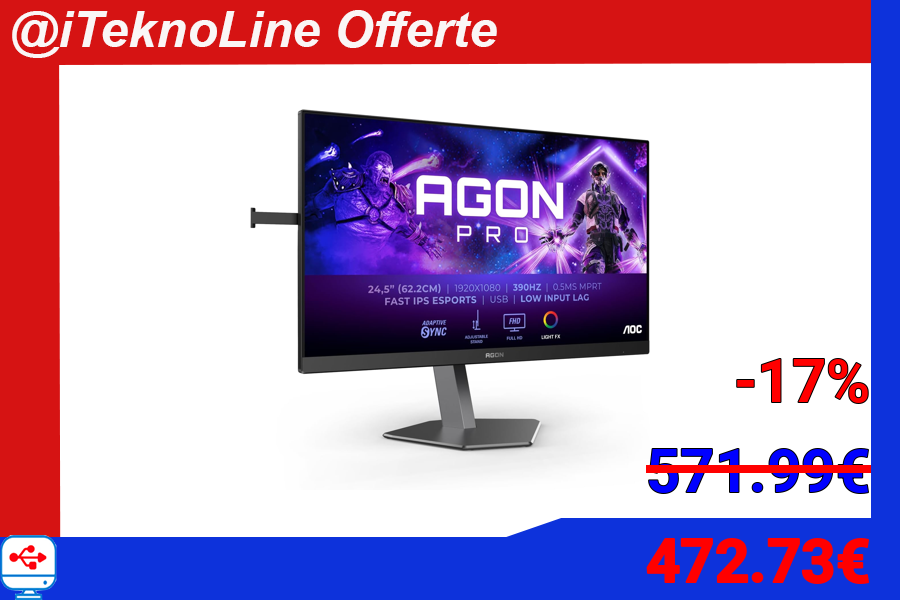 @iTeknoLine Offerte
AGON
PRO
24,5" (62.2CM) | 1920X1080 | 390HZ | 0.5MS MPRT
FAST IPS ESPORTS | USB | LOW INPUT LAG
ADAPTIVE
SYNC
ADJUSTABLE
STAND
FHD
FULL HD
LIGHT FX
AOC
AGON
-17%
571.99€
472.73€